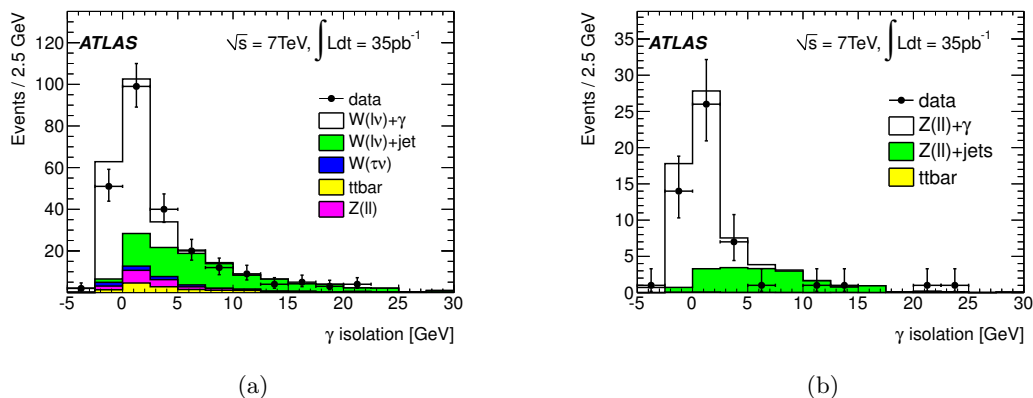 ATLAS
√s = 7TeV, ∫Ldt = 35pb⁻¹
Events / 2.5 GeV
120
100
80
60
40
20
data
W(lν)+γ
W(lν)+jet
W(τν)
ttbar
Z(ll)
-5 0 5 10 15 20 25 30
γ isolation [GeV]
(a)
ATLAS
√s = 7TeV, ∫Ldt = 35pb⁻¹
Events / 2.5 GeV
35
30
25
20
15
10
5
0
data
Z(ll)+γ
Z(ll)+jets
ttbar
-5 0 5 10 15 20 25 30
γ isolation [GeV]
(b)